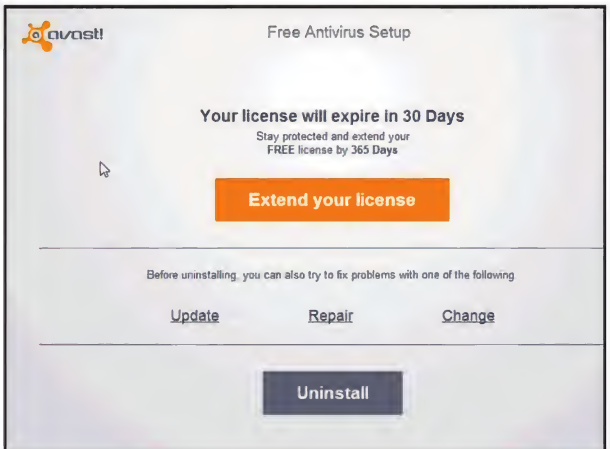 avast!
Free Antivirus Setup
Your license will expire in 30 Days
Stay protected and extend your
FREE license by 365 Days
Extend your license
Before uninstalling, you can also try to fix problems with one of the following
Update Repair Change
Uninstall